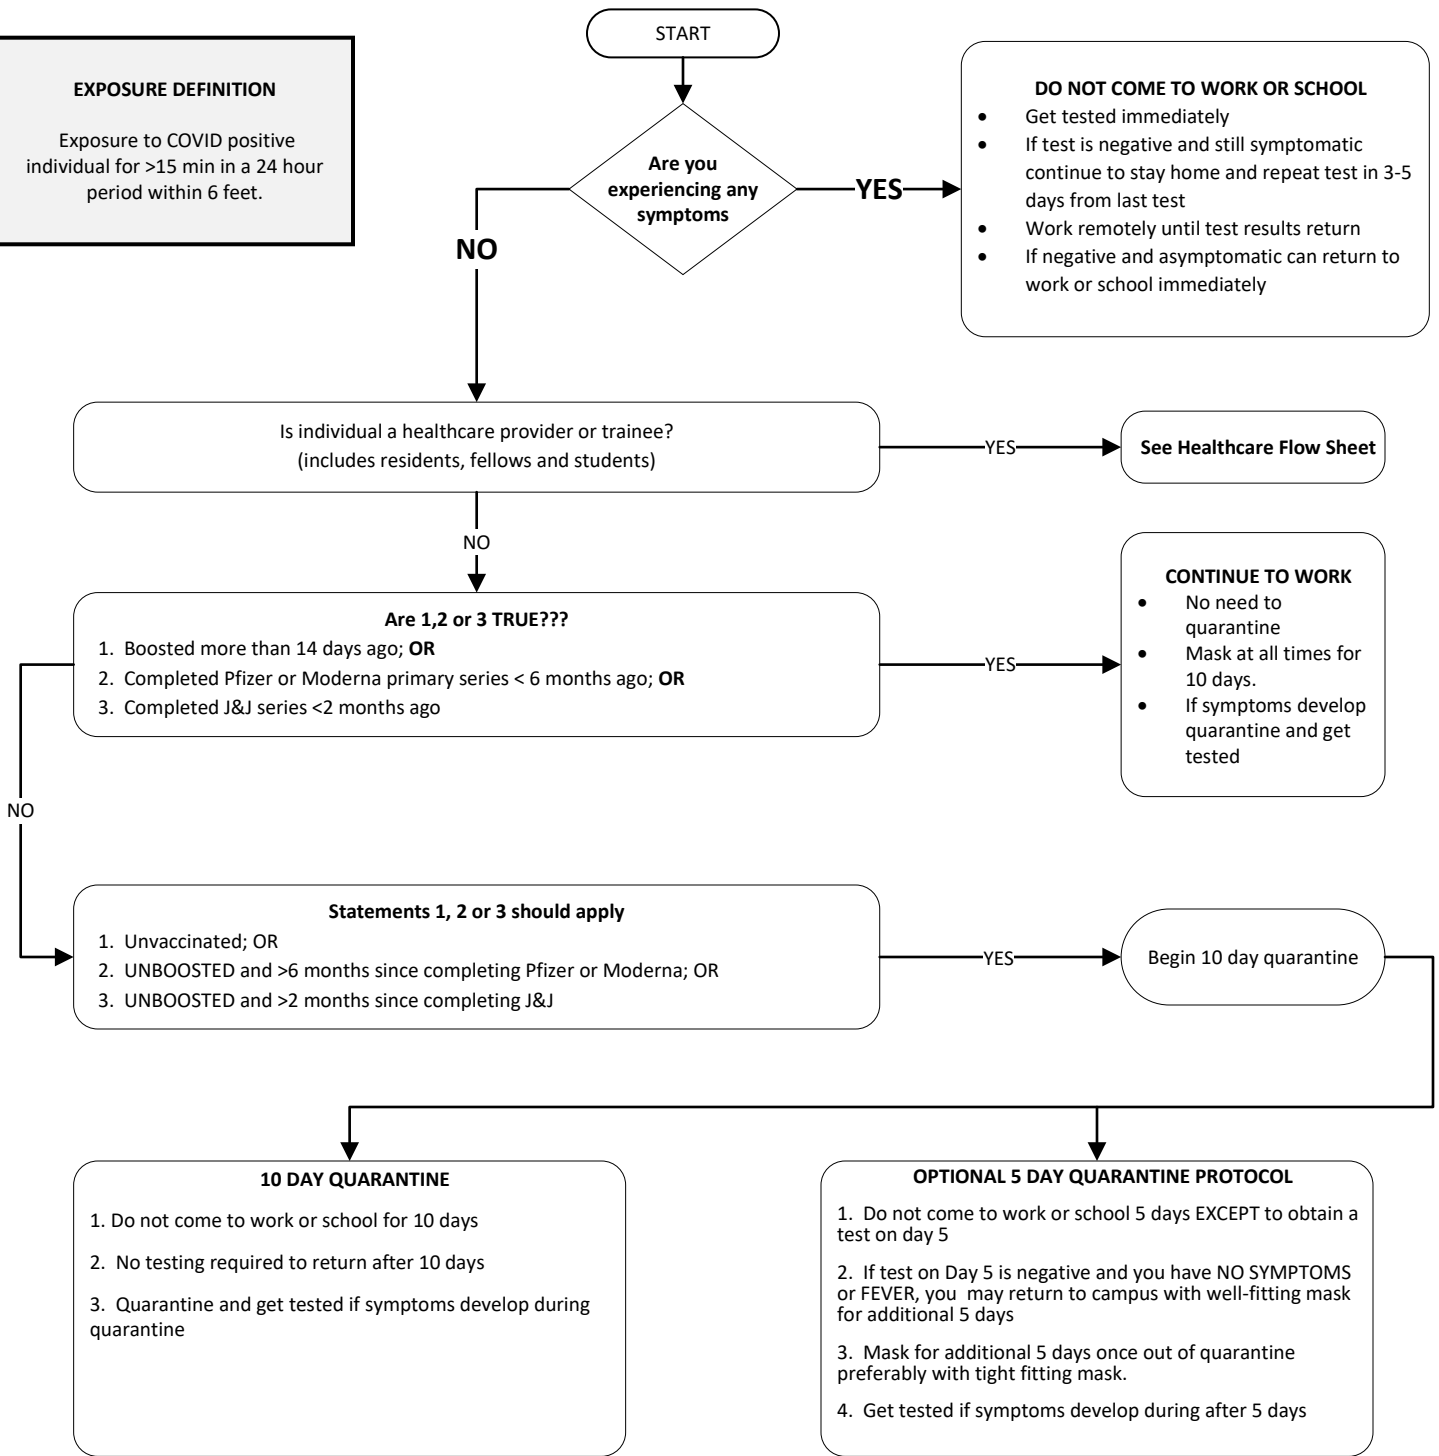 START
EXPOSURE DEFINITION
Exposure to COVID positive
individual for >15 min in a 24 hour
period within 6 feet.
Are you
experiencing any
symptoms
YES
NO
DO NOT COME TO WORK OR SCHOOL
• Get tested immediately
• If test is negative and still symptomatic
continue to stay home and repeat test in 3-5
days from last test
• Work remotely until test results return
• If negative and asymptomatic can return to
work or school immediately
Is individual a healthcare provider or trainee?
(includes residents, fellows and students)
YES
See Healthcare Flow Sheet
NO
Are 1,2 or 3 TRUE???
1. Boosted more than 14 days ago; OR
2. Completed Pfizer or Moderna primary series < 6 months ago; OR
3. Completed J&J series <2 months ago
YES
CONTINUE TO WORK
• No need to
quarantine
• Mask at all times for
10 days.
• If symptoms develop
quarantine and get
tested
NO
Statements 1, 2 or 3 should apply
1. Unvaccinated; OR
2. UNBOOSTED and >6 months since completing Pfizer or Moderna; OR
3. UNBOOSTED and >2 months since completing J&J
YES
Begin 10 day quarantine
10 DAY QUARANTINE
1. Do not come to work or school for 10 days
2. No testing required to return after 10 days
3. Quarantine and get tested if symptoms develop during
quarantine
OPTIONAL 5 DAY QUARANTINE PROTOCOL
1. Do not come to work or school 5 days EXCEPT to obtain a
test on day 5
2. If test on Day 5 is negative and you have NO SYMPTOMS
or FEVER, you may return to campus with well-fitting mask
for additional 5 days
3. Mask for additional 5 days once out of quarantine
preferably with tight fitting mask.
4. Get tested if symptoms develop during after 5 days